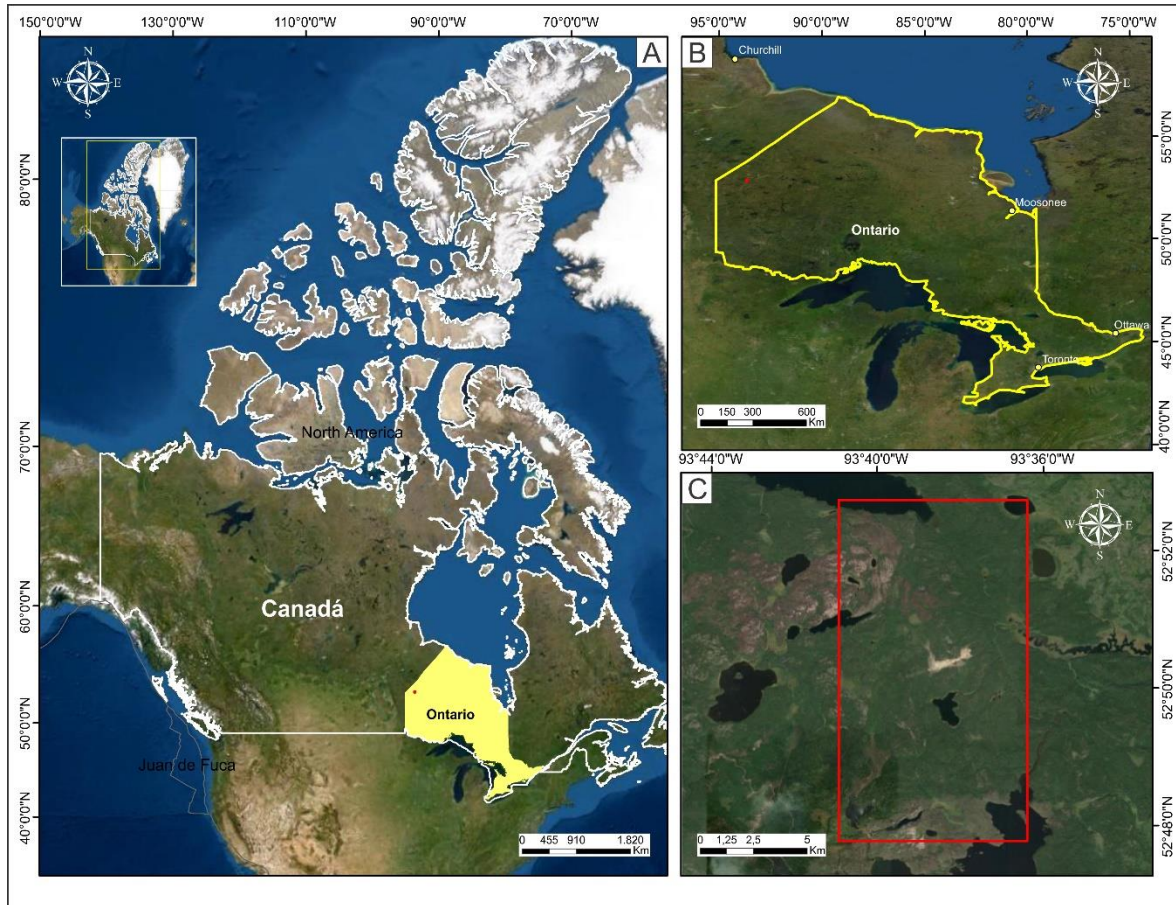 150°0'0"W 130°0'0"W 110°0'0"W 90°0'0"W 70°0'0"W
A
N
W E
S
80°0'0"N
70°0'0"N
60°0'0"N
50°0'0"N
40°0'0"N
North America
Canadá
Ontario
Juan de Fuca
0 455 910 1.820
Km
95°0'0"W 90°0'0"W 85°0'0"W 80°0'0"W 75°0'0"W
B
Churchill
N
W E
S
55°0'0"N
50°0'0"N
45°0'0"N
40°0'0"N
Moosonee
Ontario
Ottawa
Toronto
0 150 300 600
Km
93°44'0"W 93°40'0"W 93°36'0"W
C
N
W E
S
52°52'0"N
52°50'0"N
52°48'0"N
0 1,25 2,5 5
Km